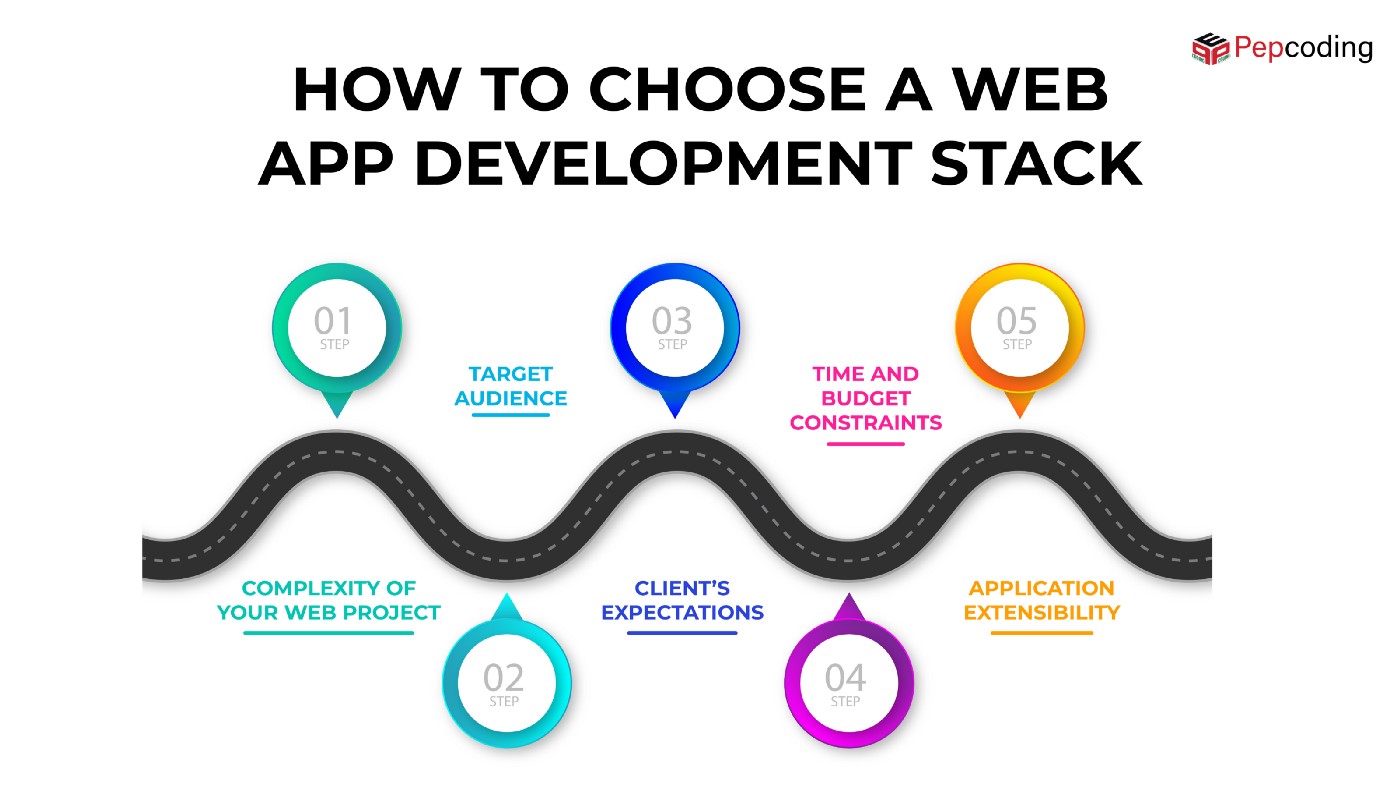 Pepcoding
HOW TO CHOOSE A WEB
APP DEVELOPMENT STACK
01
STEP
COMPLEXITY OF
YOUR WEB PROJECT
TARGET
AUDIENCE
02
STEP
03
STEP
CLIENT’S
EXPECTATIONS
TIME AND
BUDGET
CONSTRAINTS
04
STEP
05
STEP
APPLICATION
EXTENSIBILITY